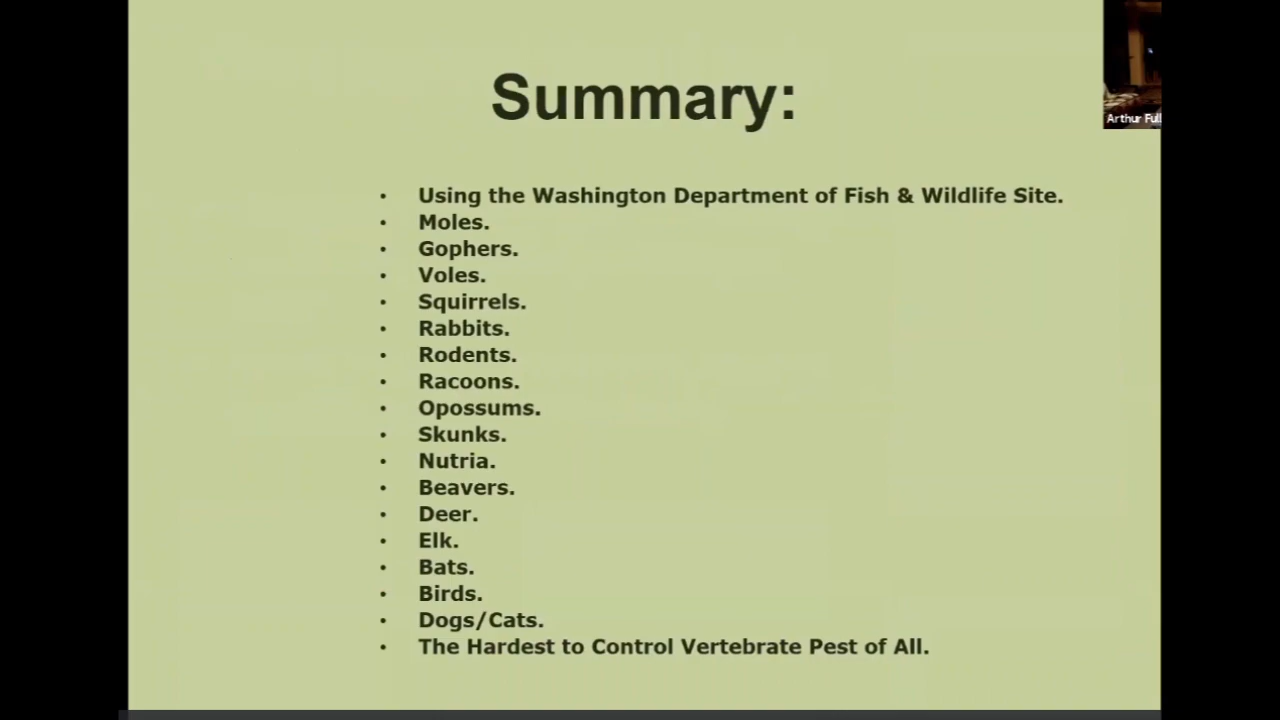 Summary:
Arthur Full
• Using the Washington Department of Fish & Wildlife Site.
• Moles.
• Gophers.
• Voles.
• Squirrels.
• Rabbits.
• Rodents.
• Racoons.
• Opossums.
• Skunks.
• Nutria.
• Beavers.
• Deer.
• Elk.
• Bats.
• Birds.
• Dogs/Cats.
• The Hardest to Control Vertebrate Pest of All.